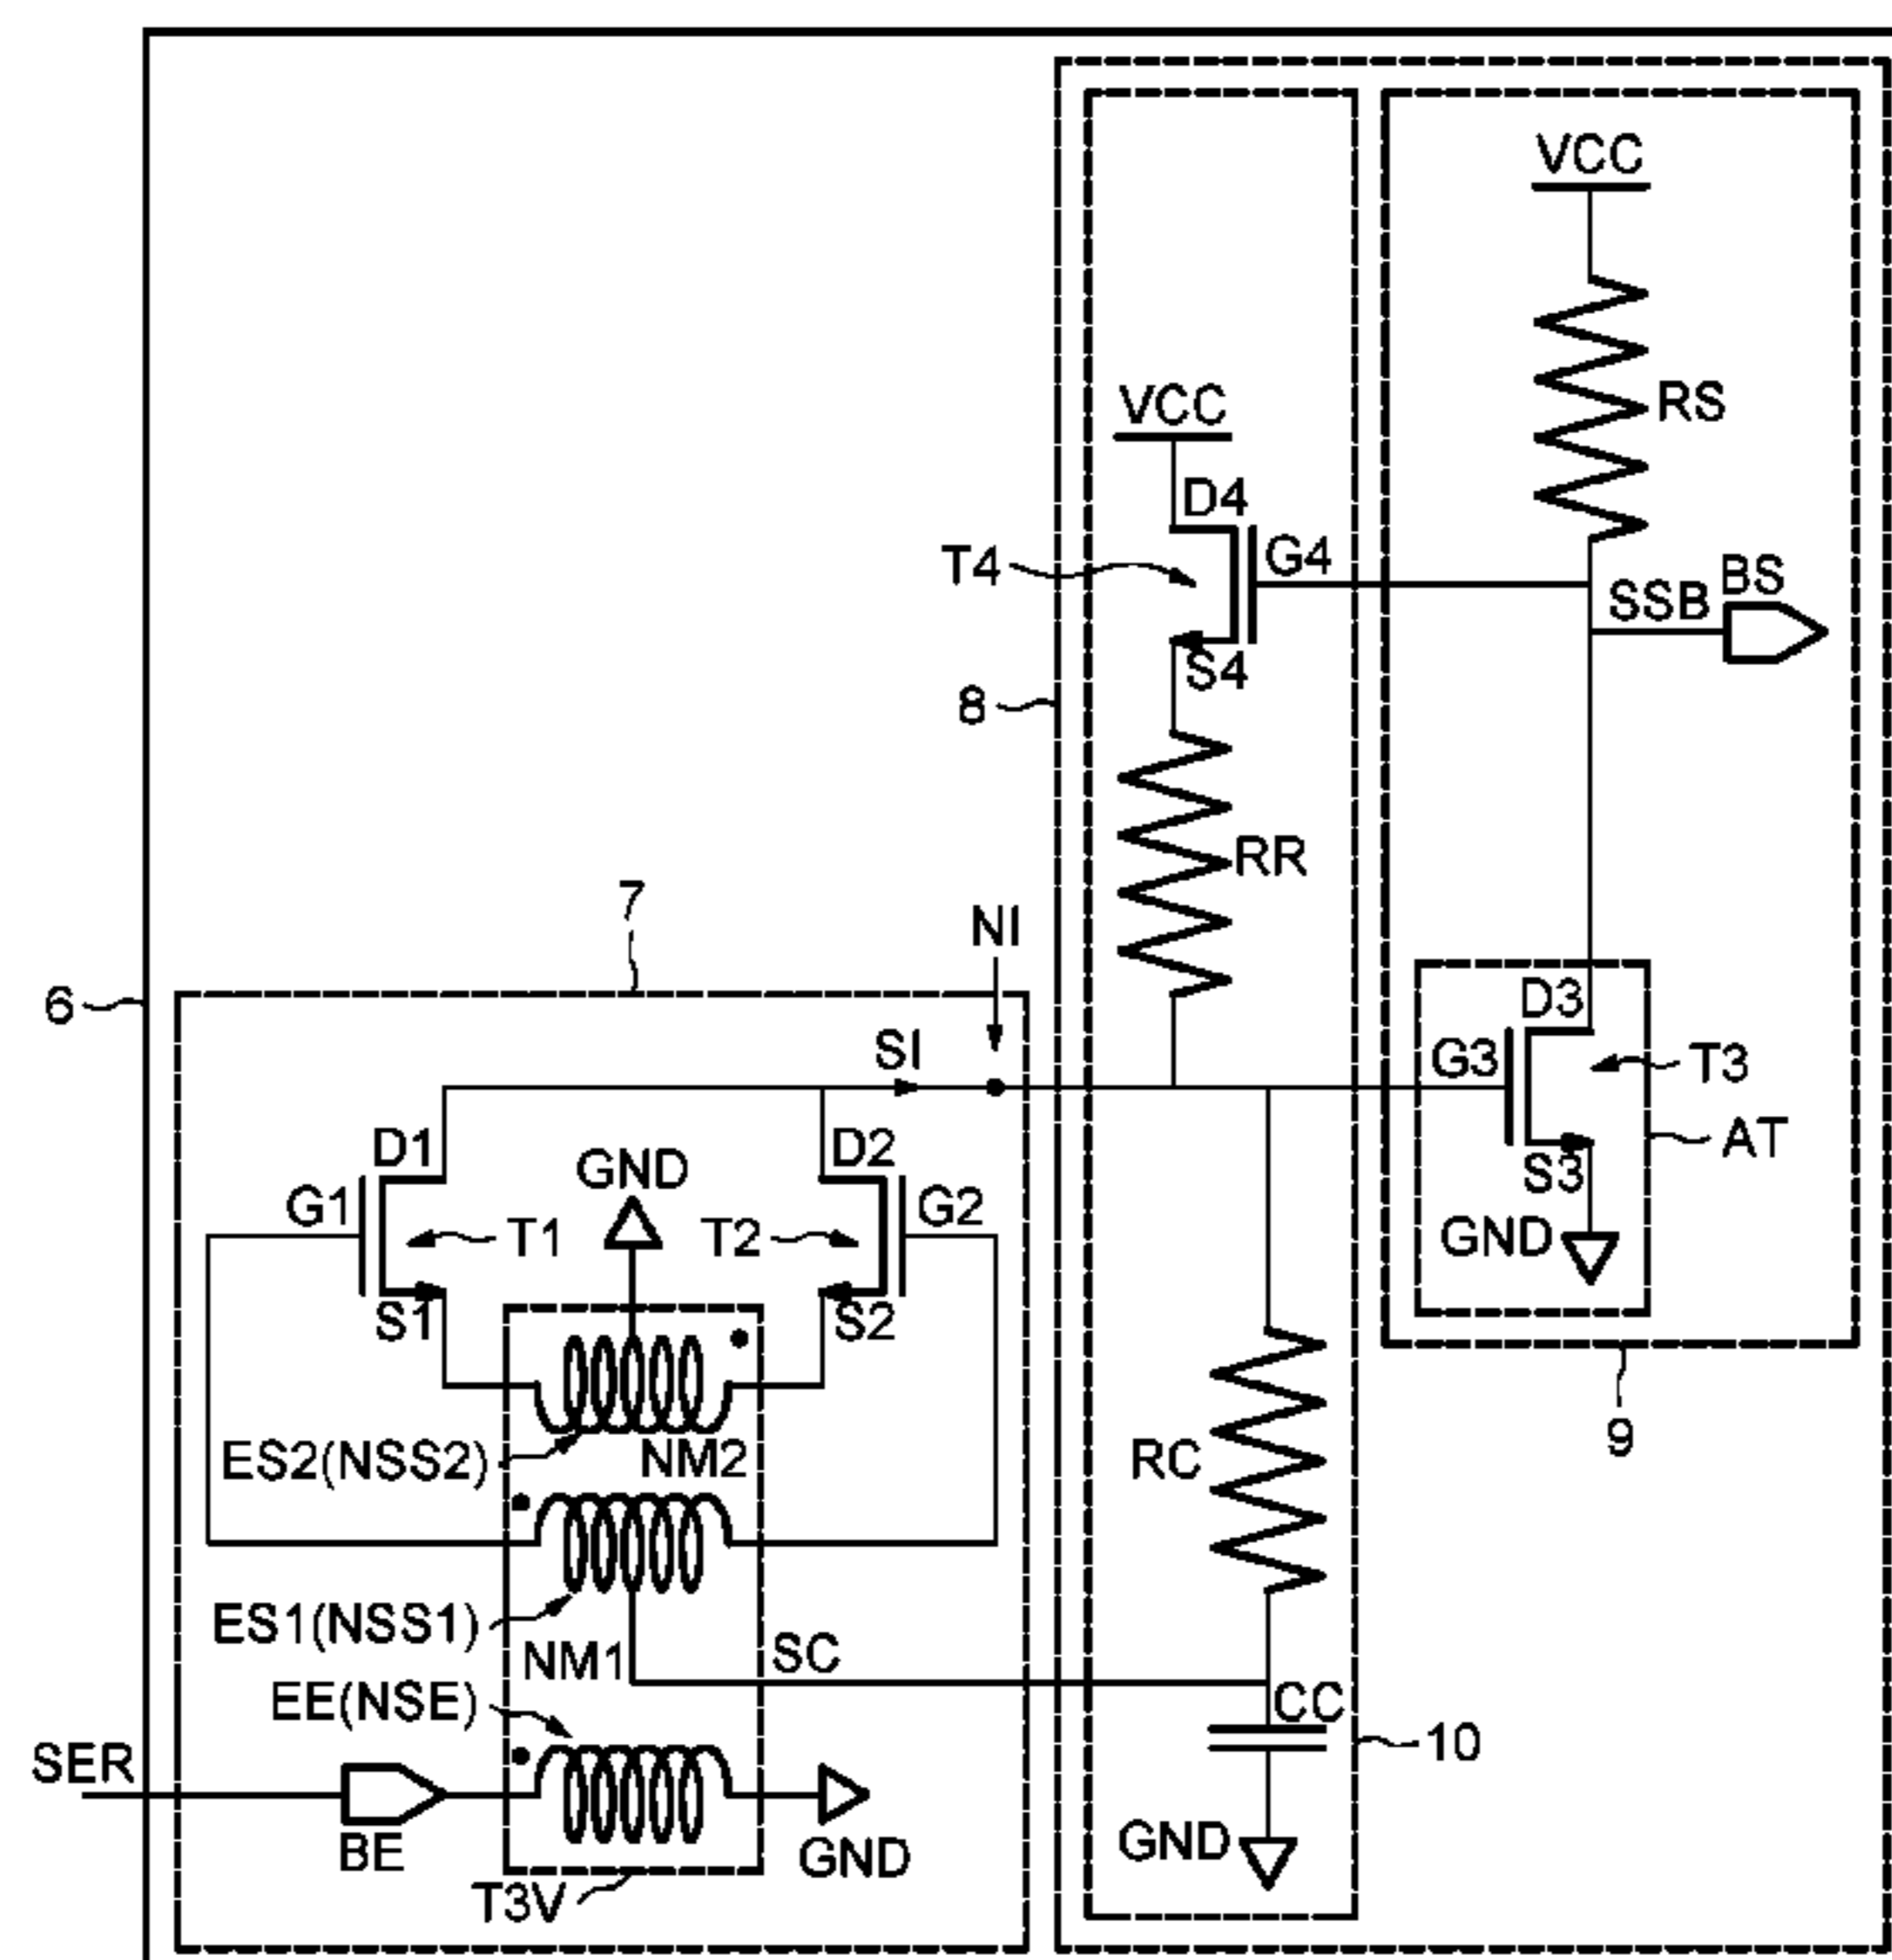 VCC
VCC
RS
D4
T4
G4
SSB
BS
S4
8
RR
7
NI
6
SI
D3
G3
T3
AT
S3
GND
D1
GND
D2
G1
T1
T2
G2
S1
S2
9
ES2(NSS2)
NM2
RC
ES1(NSS1)
NM1
SC
EE(NSE)
CC
10
SER
BE
GND
GND
T3V